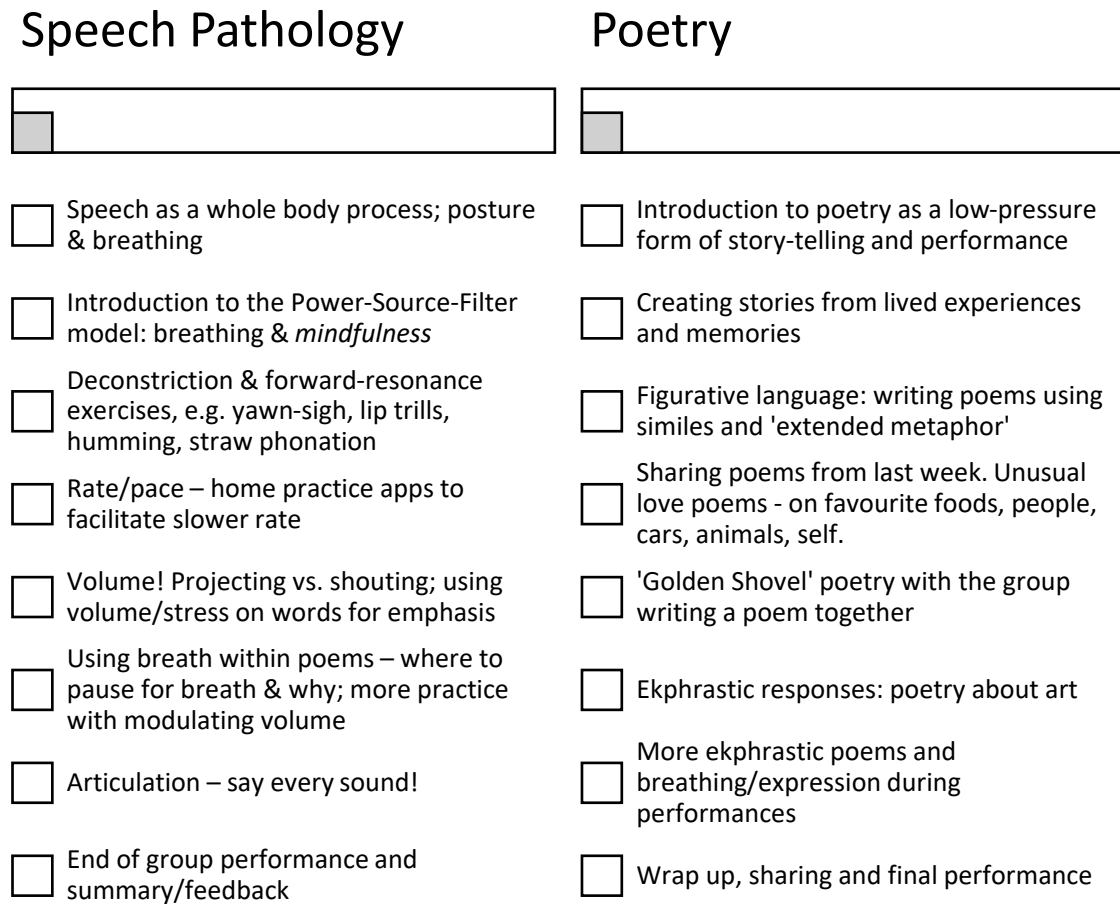 Speech Pathology
Speech as a whole body process; posture
& breathing
Introduction to the Power-Source-Filter
model: breathing & mindfulness
Deconstriction & forward-resonance
exercises, e.g. yawn-sigh, lip trills,
humming, straw phonation
Rate/pace – home practice apps to
facilitate slower rate
Volume! Projecting vs. shouting; using
volume/stress on words for emphasis
Using breath within poems – where to
pause for breath & why; more practice
with modulating volume
Articulation – say every sound!
End of group performance and
summary/feedback
Poetry
Introduction to poetry as a low-pressure
form of story-telling and performance
Creating stories from lived experiences
and memories
Figurative language: writing poems using
similes and 'extended metaphor'
Sharing poems from last week. Unusual
love poems - on favourite foods, people,
cars, animals, self.
'Golden Shovel' poetry with the group
writing a poem together
Ekphrastic responses: poetry about art
More ekphrastic poems and
breathing/expression during
performances
Wrap up, sharing and final performance